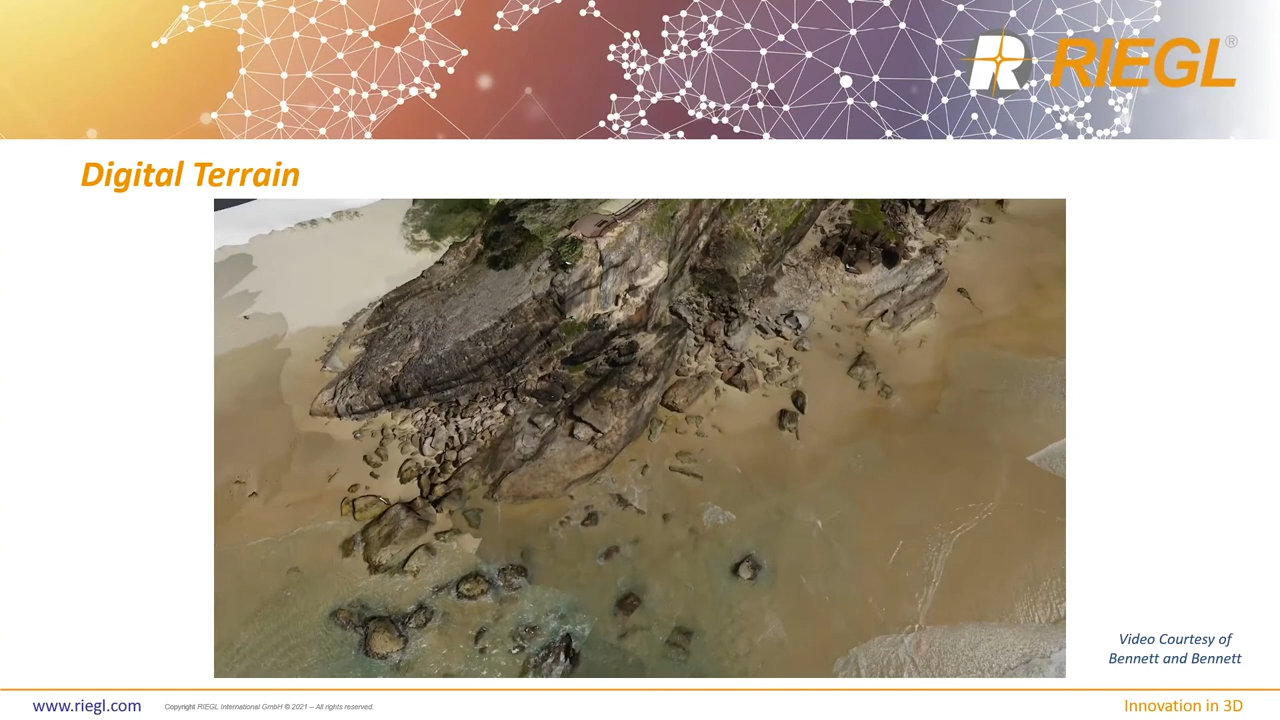 RIEGL®
Digital Terrain
Video Courtesy of
Bennett and Bennett
www.riegl.com
Copyright RIEGL International GmbH © 2021 – All rights reserved.
Innovation in 3D